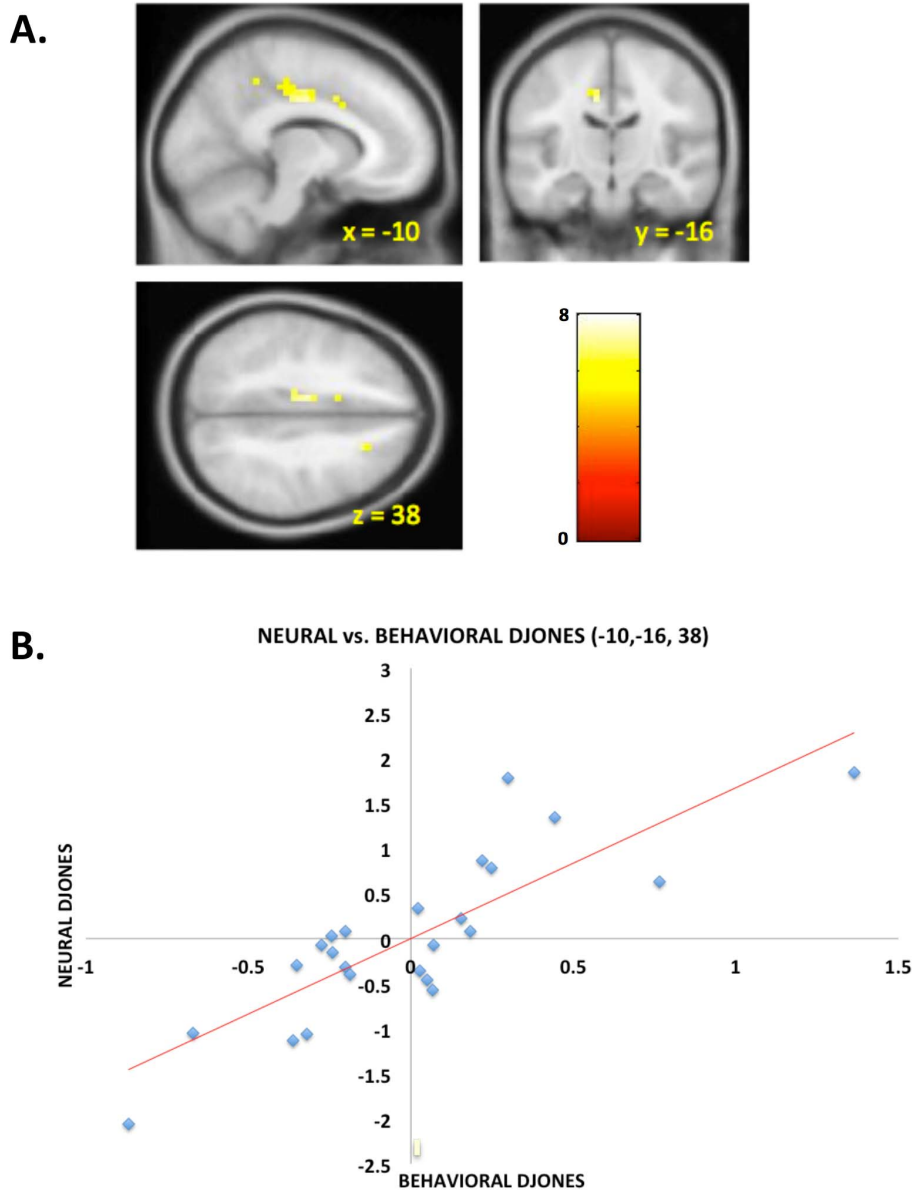 A.
x = -10
y = -16
z = 38
8
0
B.
NEURAL vs. BEHAVIORAL DJONES (-10,-16, 38)
NEURAL DJONES
3
2.5
2
1.5
1
0.5
0
-0.5
-1
-1.5
-2
-2.5
-1
-0.5
0
0.5
1
1.5
BEHAVIORAL DJONES